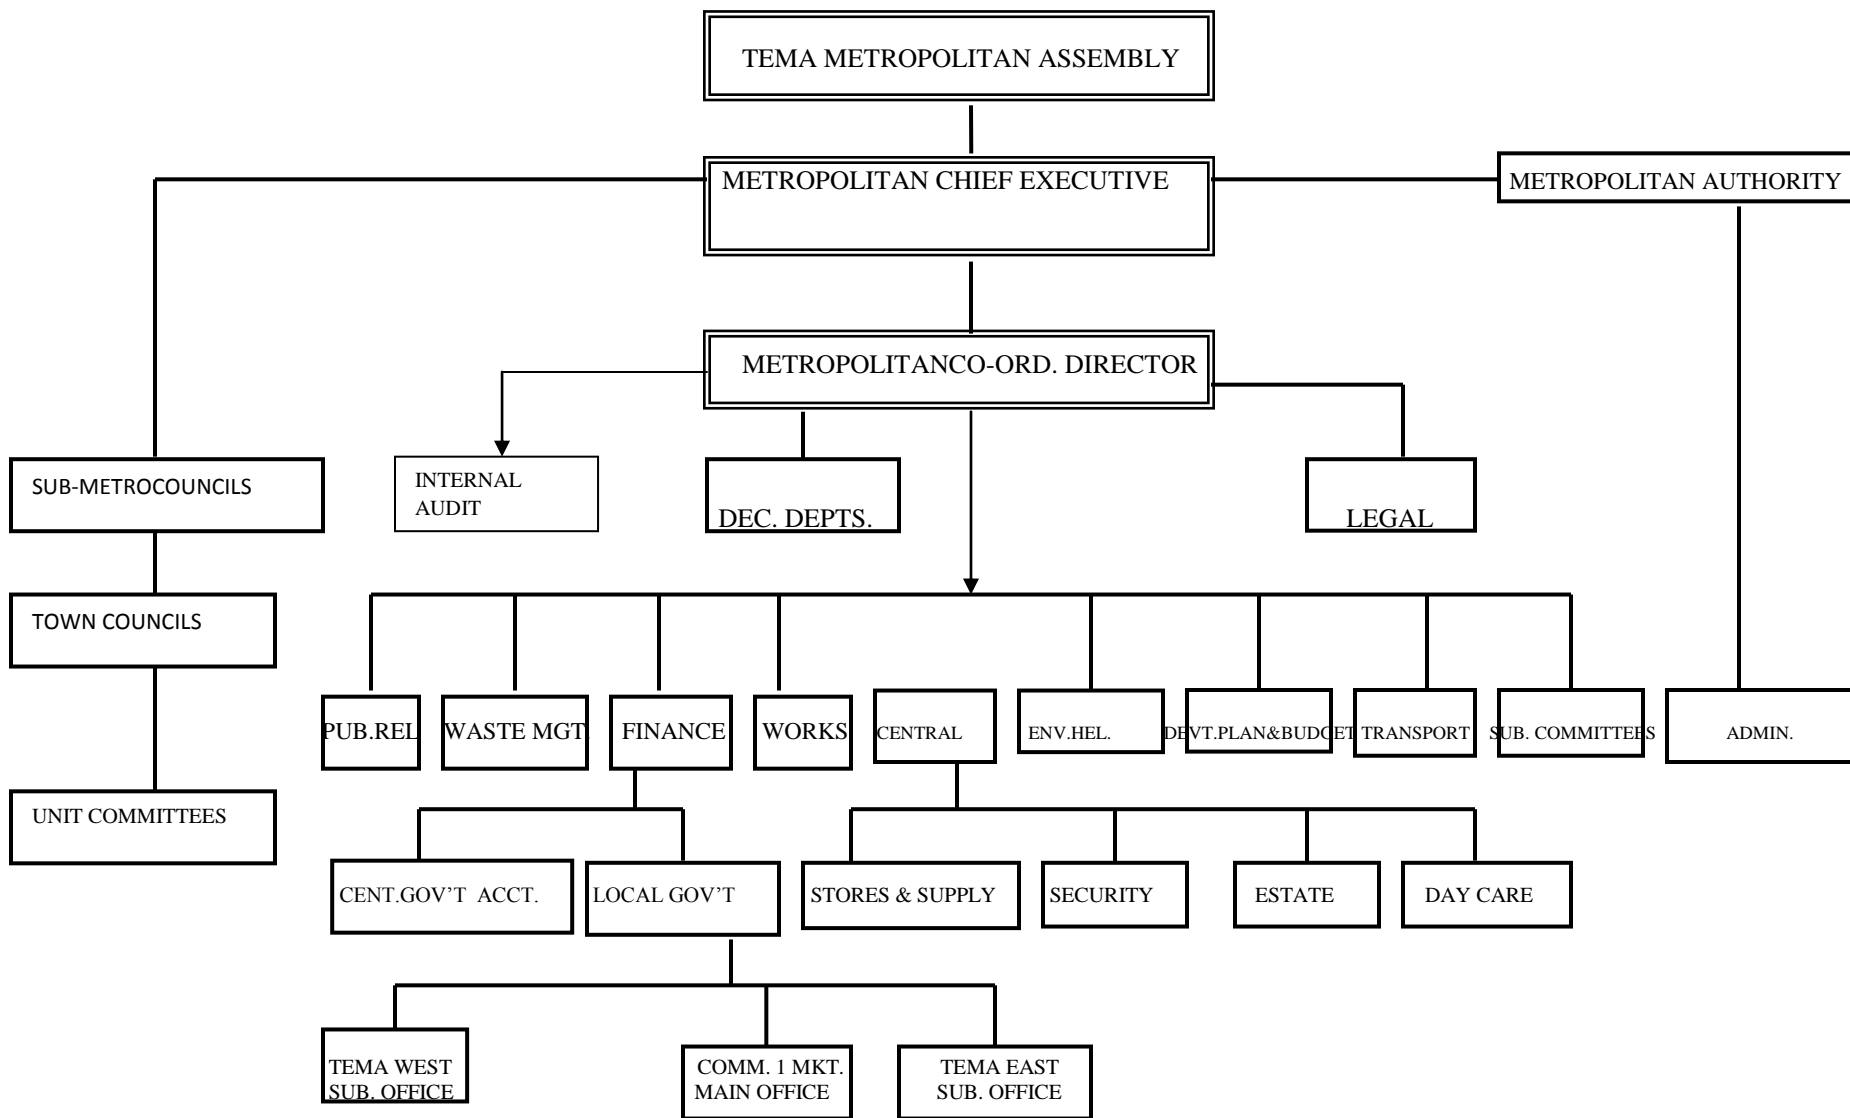 TEMA METROPOLITAN ASSEMBLY
METROPOLITAN CHIEF EXECUTIVE
METROPOLITAN AUTHORITY
METROPOLITANCO-ORD. DIRECTOR
SUB-METROCOUNCILS
INTERNAL
AUDIT
DEC. DEPTS.
LEGAL
TOWN COUNCILS
PUB.REL
WASTE MGT.
FINANCE
WORKS
CENTRAL
ENV.HEL.
DEVT.PLAN&BUDGET
TRANSPORT
SUB. COMMITTEES
ADMIN.
UNIT COMMITTEES
CENT.GOV’T ACCT.
LOCAL GOV’T
STORES & SUPPLY
SECURITY
ESTATE
DAY CARE
TEMA WEST
SUB. OFFICE
COMM. 1 MKT.
MAIN OFFICE
TEMA EAST
SUB. OFFICE